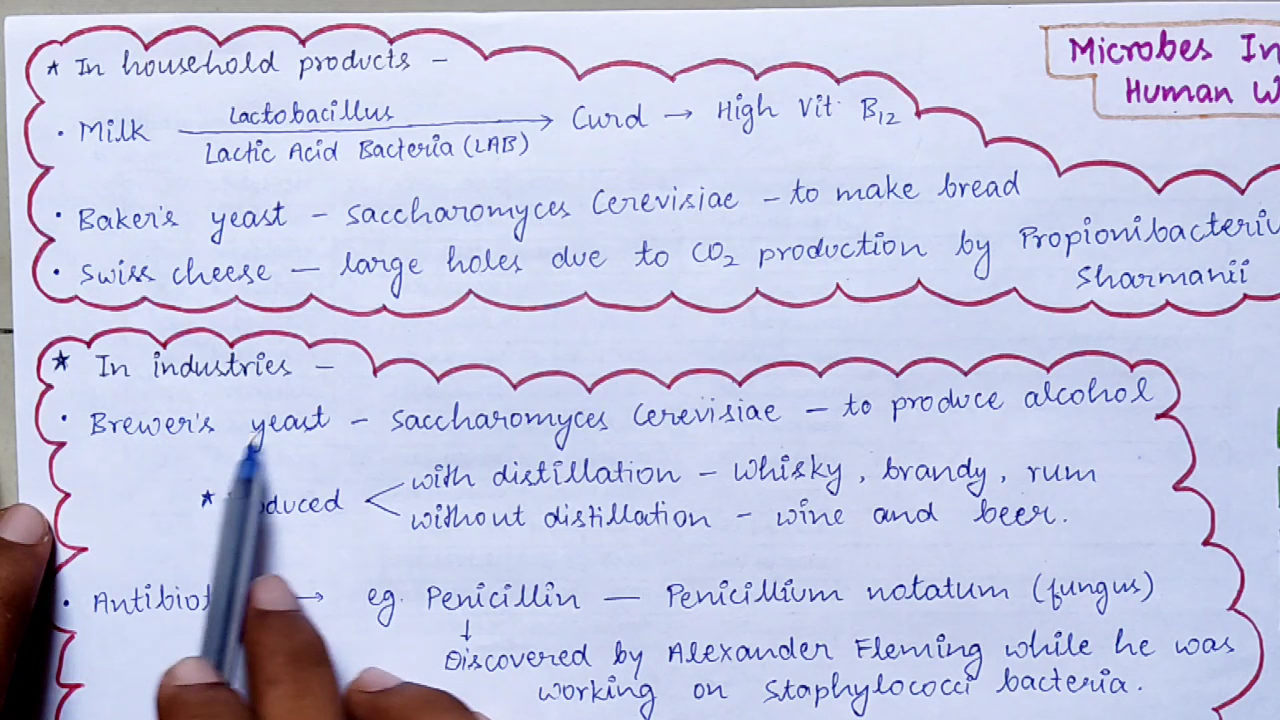 Microbes In
Human W
* In household products -
· Milk Lactobacillus → Curd → High Vit. B12
Lactic Acid Bacteria (LAB)
· Baker's yeast - saccharomyces Cerevisiae - to make bread
· Swiss cheese - large holes due to CO2 production by Propionibacteriu
Sharmanii
* In industries -
· Brewer's yeast - saccharomyces Cerevisiae - to produce alcohol
* oduced < with distillation - whisky, brandy, rum
without distillation - wine and beer.
· Antibiot → eg. Penicillin - Penicillium notatum (fungus)
↓
Discovered by Alexander Fleming while he was
working on staphylococci bacteria.